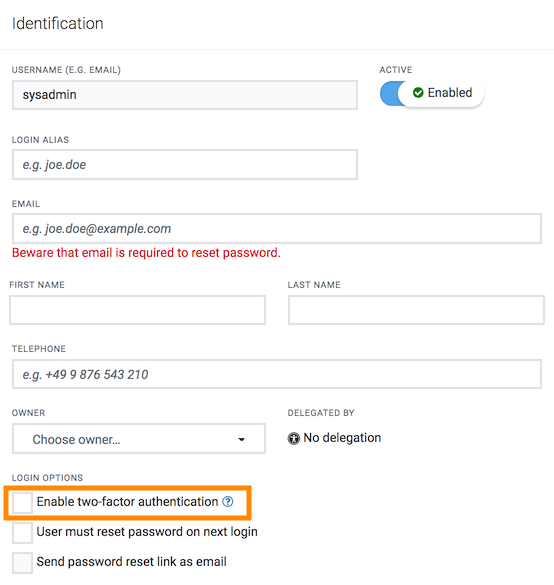 Identification
USERNAME (E.G. EMAIL)
ACTIVE
sysadmin
Enabled
LOGIN ALIAS
e.g. joe.doe
EMAIL
e.g. joe.doe@example.com
Beware that email is required to reset password.
FIRST NAME
LAST NAME
TELEPHONE
e.g. +49 9 876 543 210
OWNER
DELEGATED BY
Choose owner...
No delegation
LOGIN OPTIONS
Enable two-factor authentication ?
User must reset password on next login
Send password reset link as email